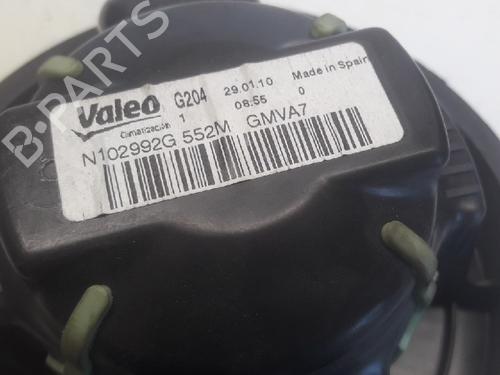 B-PARTS
Valeo G204 29.01.10 Made in Spain
Climatización 1 08:55 0
N102992G 552M GMVA7